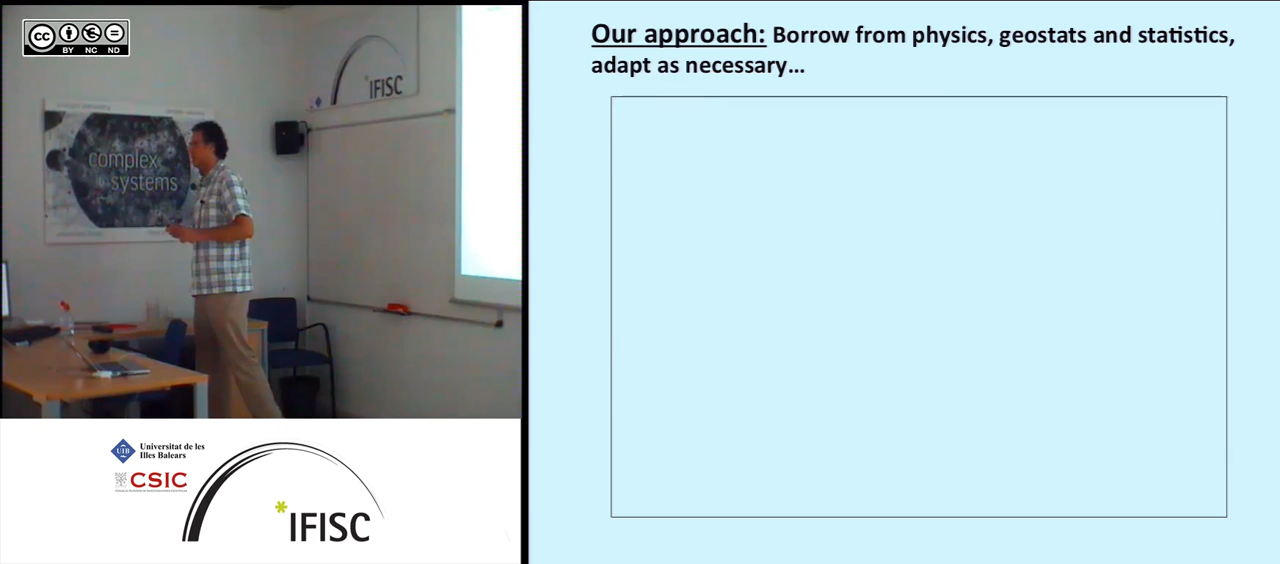 cc BY NC ND
*IFISC
complex
systems
Our approach: Borrow from physics, geostats and statistics,
adapt as necessary...
UIB
Universitat de les
Illes Balears
CSIC
*IFISC